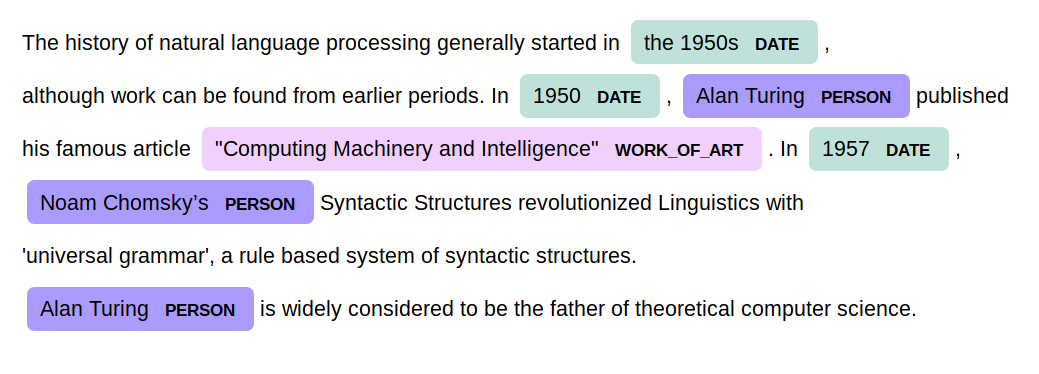 The history of natural language processing generally started in the 1950s DATE ,
although work can be found from earlier periods. In 1950 DATE , Alan Turing PERSON published
his famous article "Computing Machinery and Intelligence" WORK_OF_ART . In 1957 DATE ,
Noam Chomsky’s PERSON Syntactic Structures revolutionized Linguistics with
'universal grammar', a rule based system of syntactic structures.
Alan Turing PERSON is widely considered to be the father of theoretical computer science.